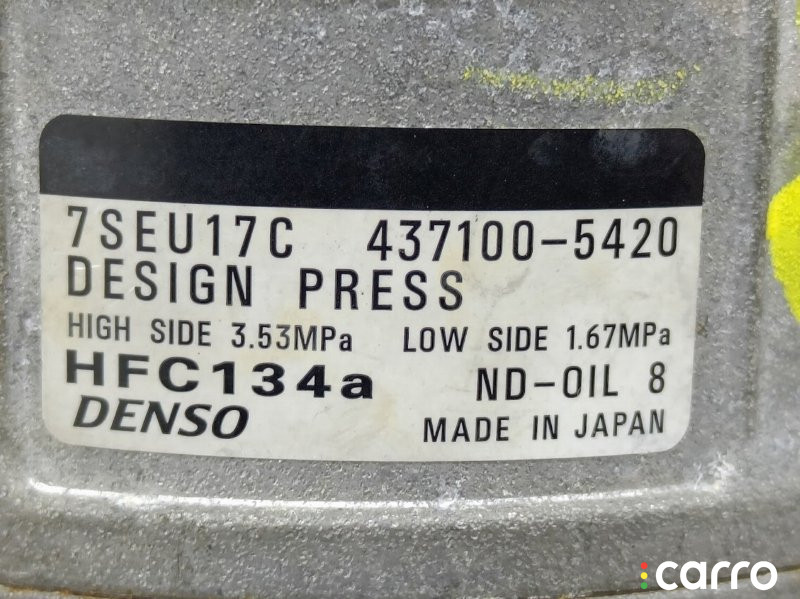 7SEU17C 437100-5420
DESIGN PRESS
HIGH SIDE 3.53MPa LOW SIDE 1.67MPa
HFC134a ND-OIL 8
DENSO MADE IN JAPAN
carro